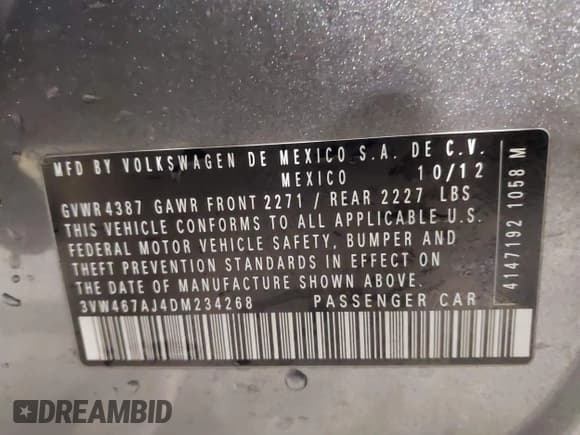 MFD BY VOLKSWAGEN DE MEXICO S.A. DE C.V.
MEXICO 10/12
GVWR 4387 GAWR FRONT 2271 / REAR 2227 LBS
THIS VEHICLE CONFORMS TO ALL APPLICABLE U.S.
FEDERAL MOTOR VEHICLE SAFETY, BUMPER AND
THEFT PREVENTION STANDARDS IN EFFECT ON
THE DATE OF MANUFACTURE SHOWN ABOVE.
3VW467AJ4DM234268 PASSENGER CAR
4147192 1058 M
DREAMBID